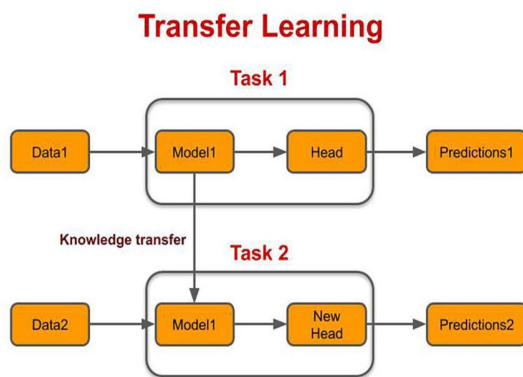 Transfer Learning
Task 1
Data1
Model1
Head
Predictions1
Knowledge transfer
Task 2
Data2
Model1
New
Head
Predictions2